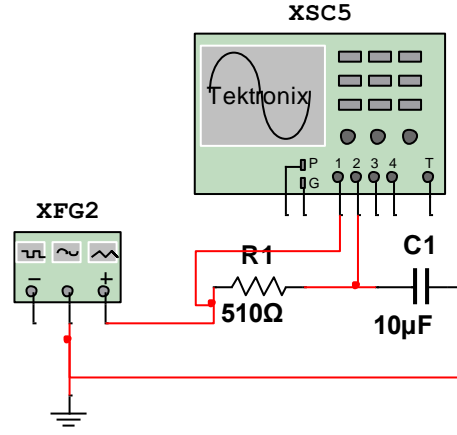 XSC5
Tektronix
P
G
1 2 3 4 T
XFG2
R1
C1
510Ω
10µF